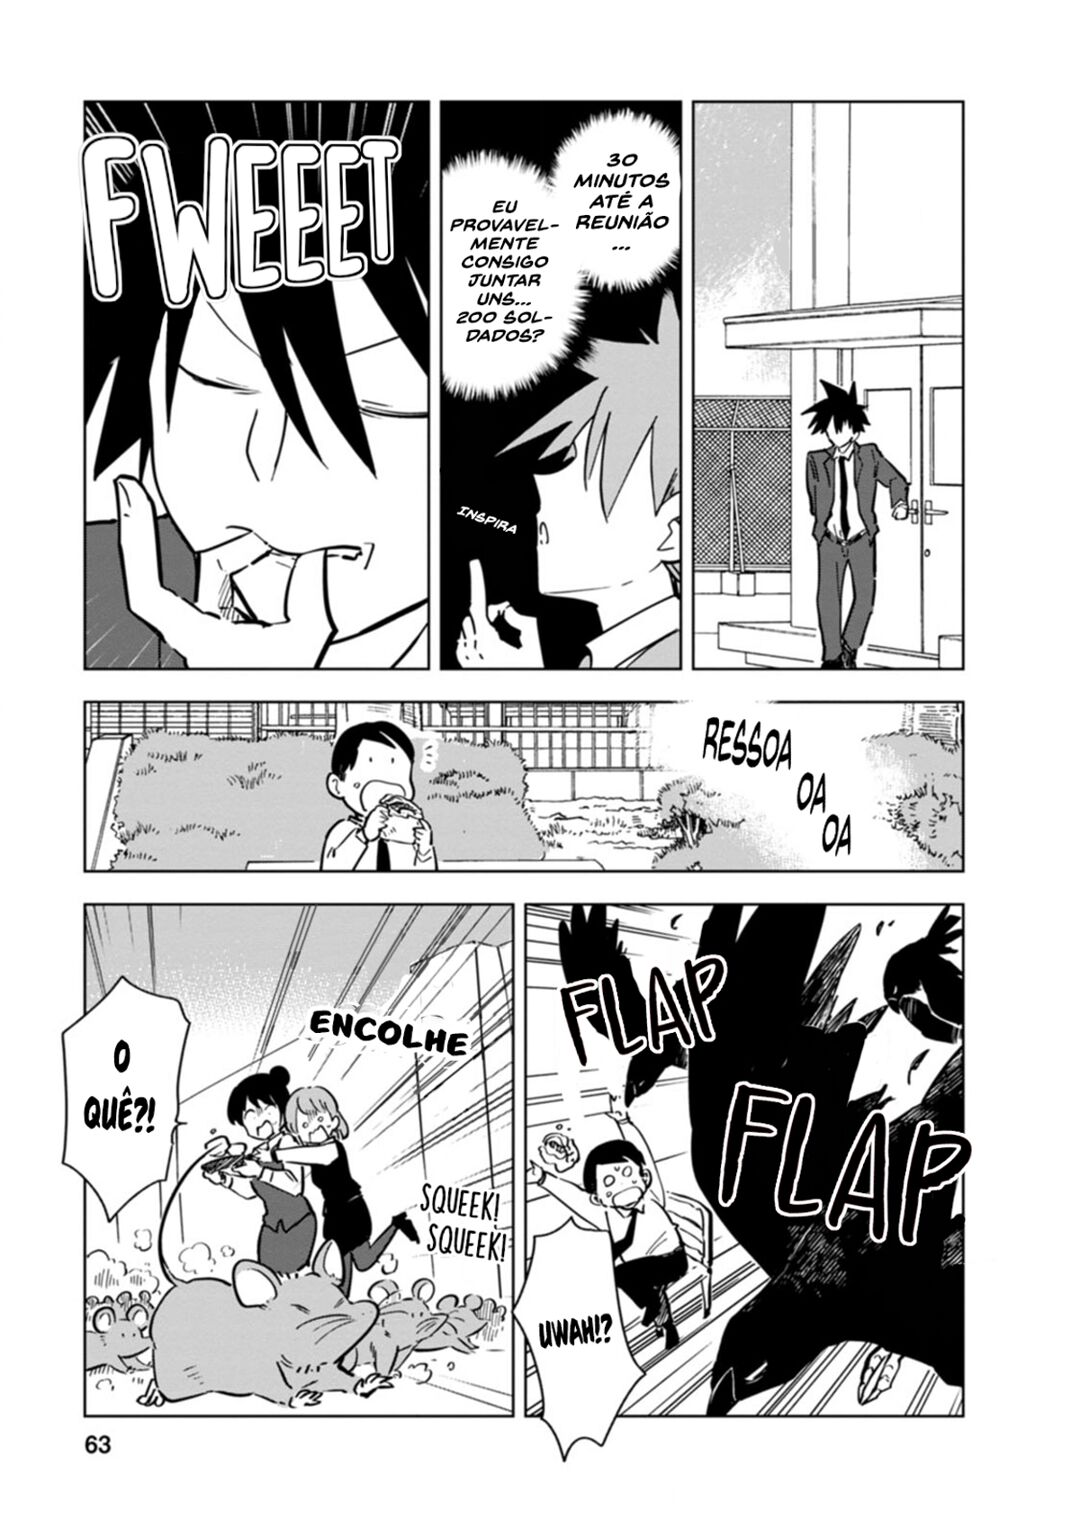 30
MINUTOS
ATÉ A
REUNIÃO
...
EU
PROVAVEL-
MENTE
CONSIGO
JUNTAR
UNS...
200 SOL-
DADOS?
INSPIRA
FWEEET
RESSOA
OA
OA
FLAP
FLAP
UWAH!?
ENCOLHE
O
QUÊ?!
SQUEEK!
SQUEEK!
63